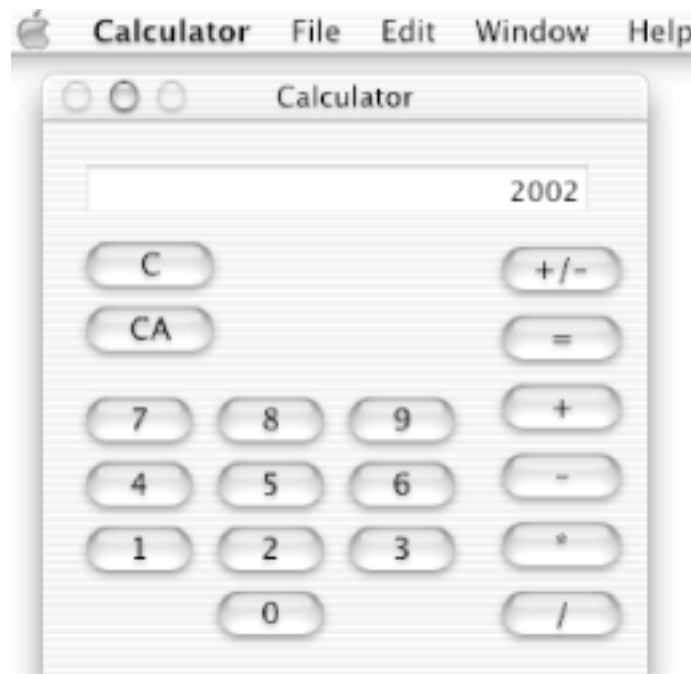 Calculator File Edit Window Help
Calculator
2002
C +/-
CA =
7 8 9 +
4 5 6 -
1 2 3 *
0 /